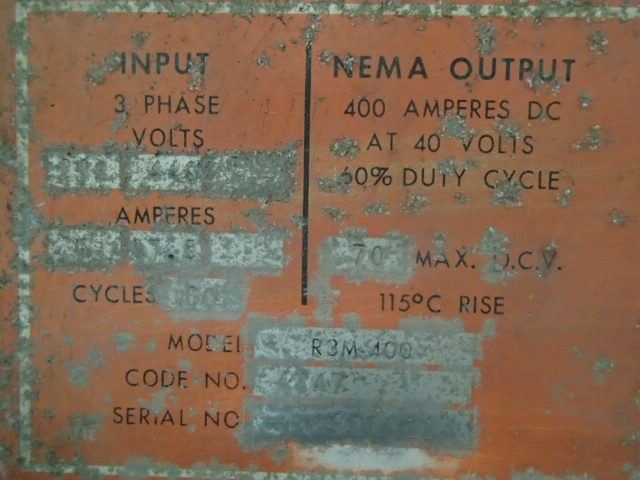 INPUT
3 PHASE
VOLTS
AMPERES
CYCLES
NEMA OUTPUT
400 AMPERES DC
AT 40 VOLTS
60% DUTY CYCLE
70 MAX. O.C.V.
115°C RISE
MODEL R3M-400
CODE NO.
SERIAL NO